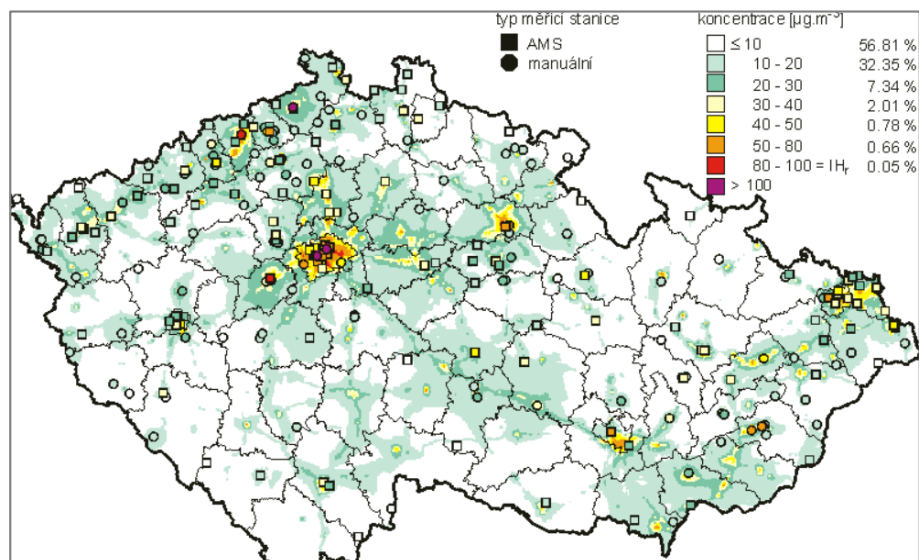 typ měřící stanice
AMS
manuální
koncentrace [µg.m⁻³]
≤ 10 56.81 %
10 - 20 32.35 %
20 - 30 7.34 %
30 - 40 2.01 %
40 - 50 0.78 %
50 - 80 0.66 %
80 - 100 = IHᵣ 0.05 %
> 100